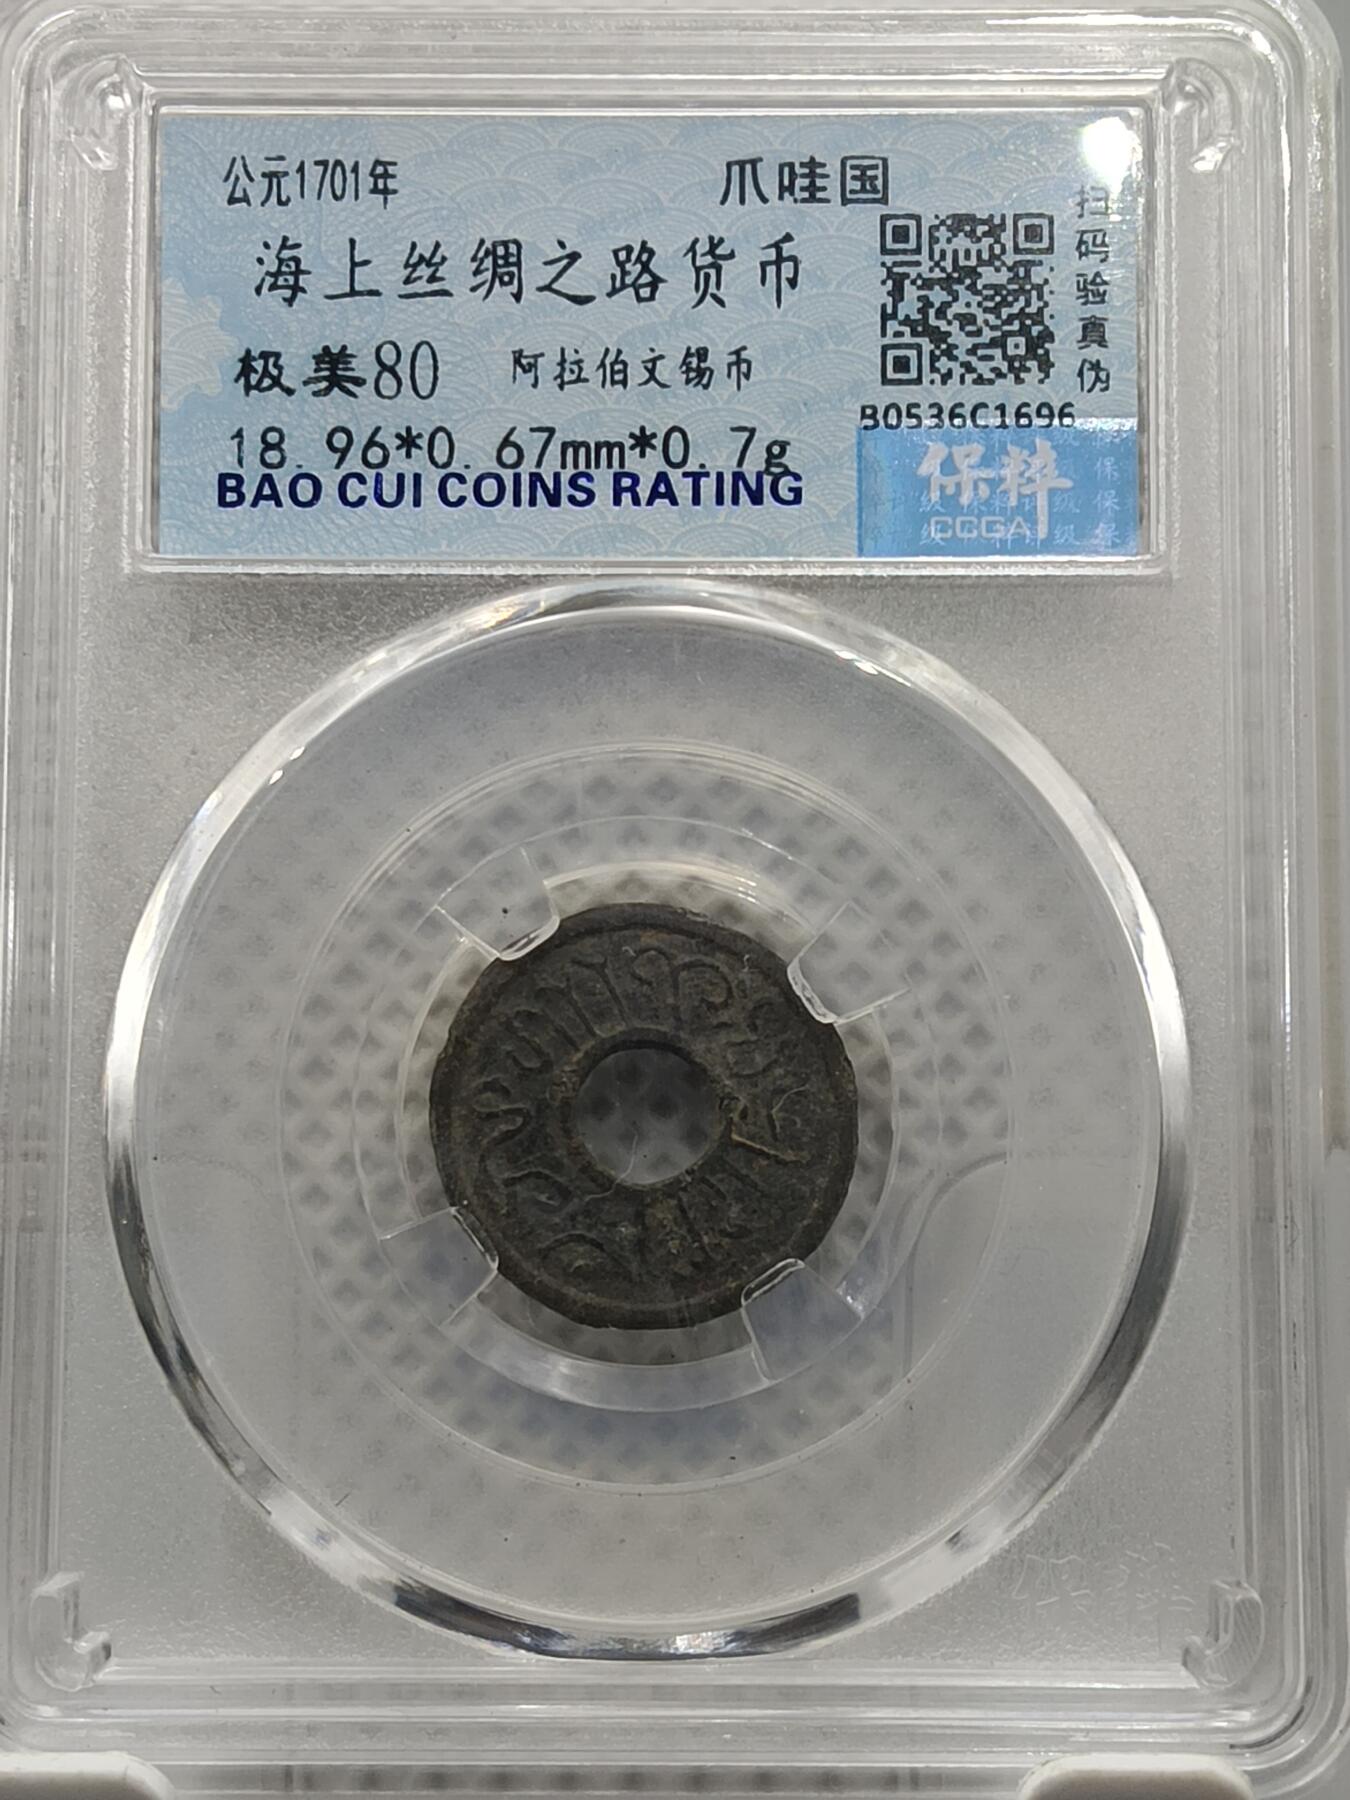 公元1701年
爪哇国
海上丝绸之路货币
极美80 阿拉伯文锡币
18.96*0.67mm*0.7g
BAO CUI COINS RATING
扫码验真伪
B0536C1696
保粹
CCGA